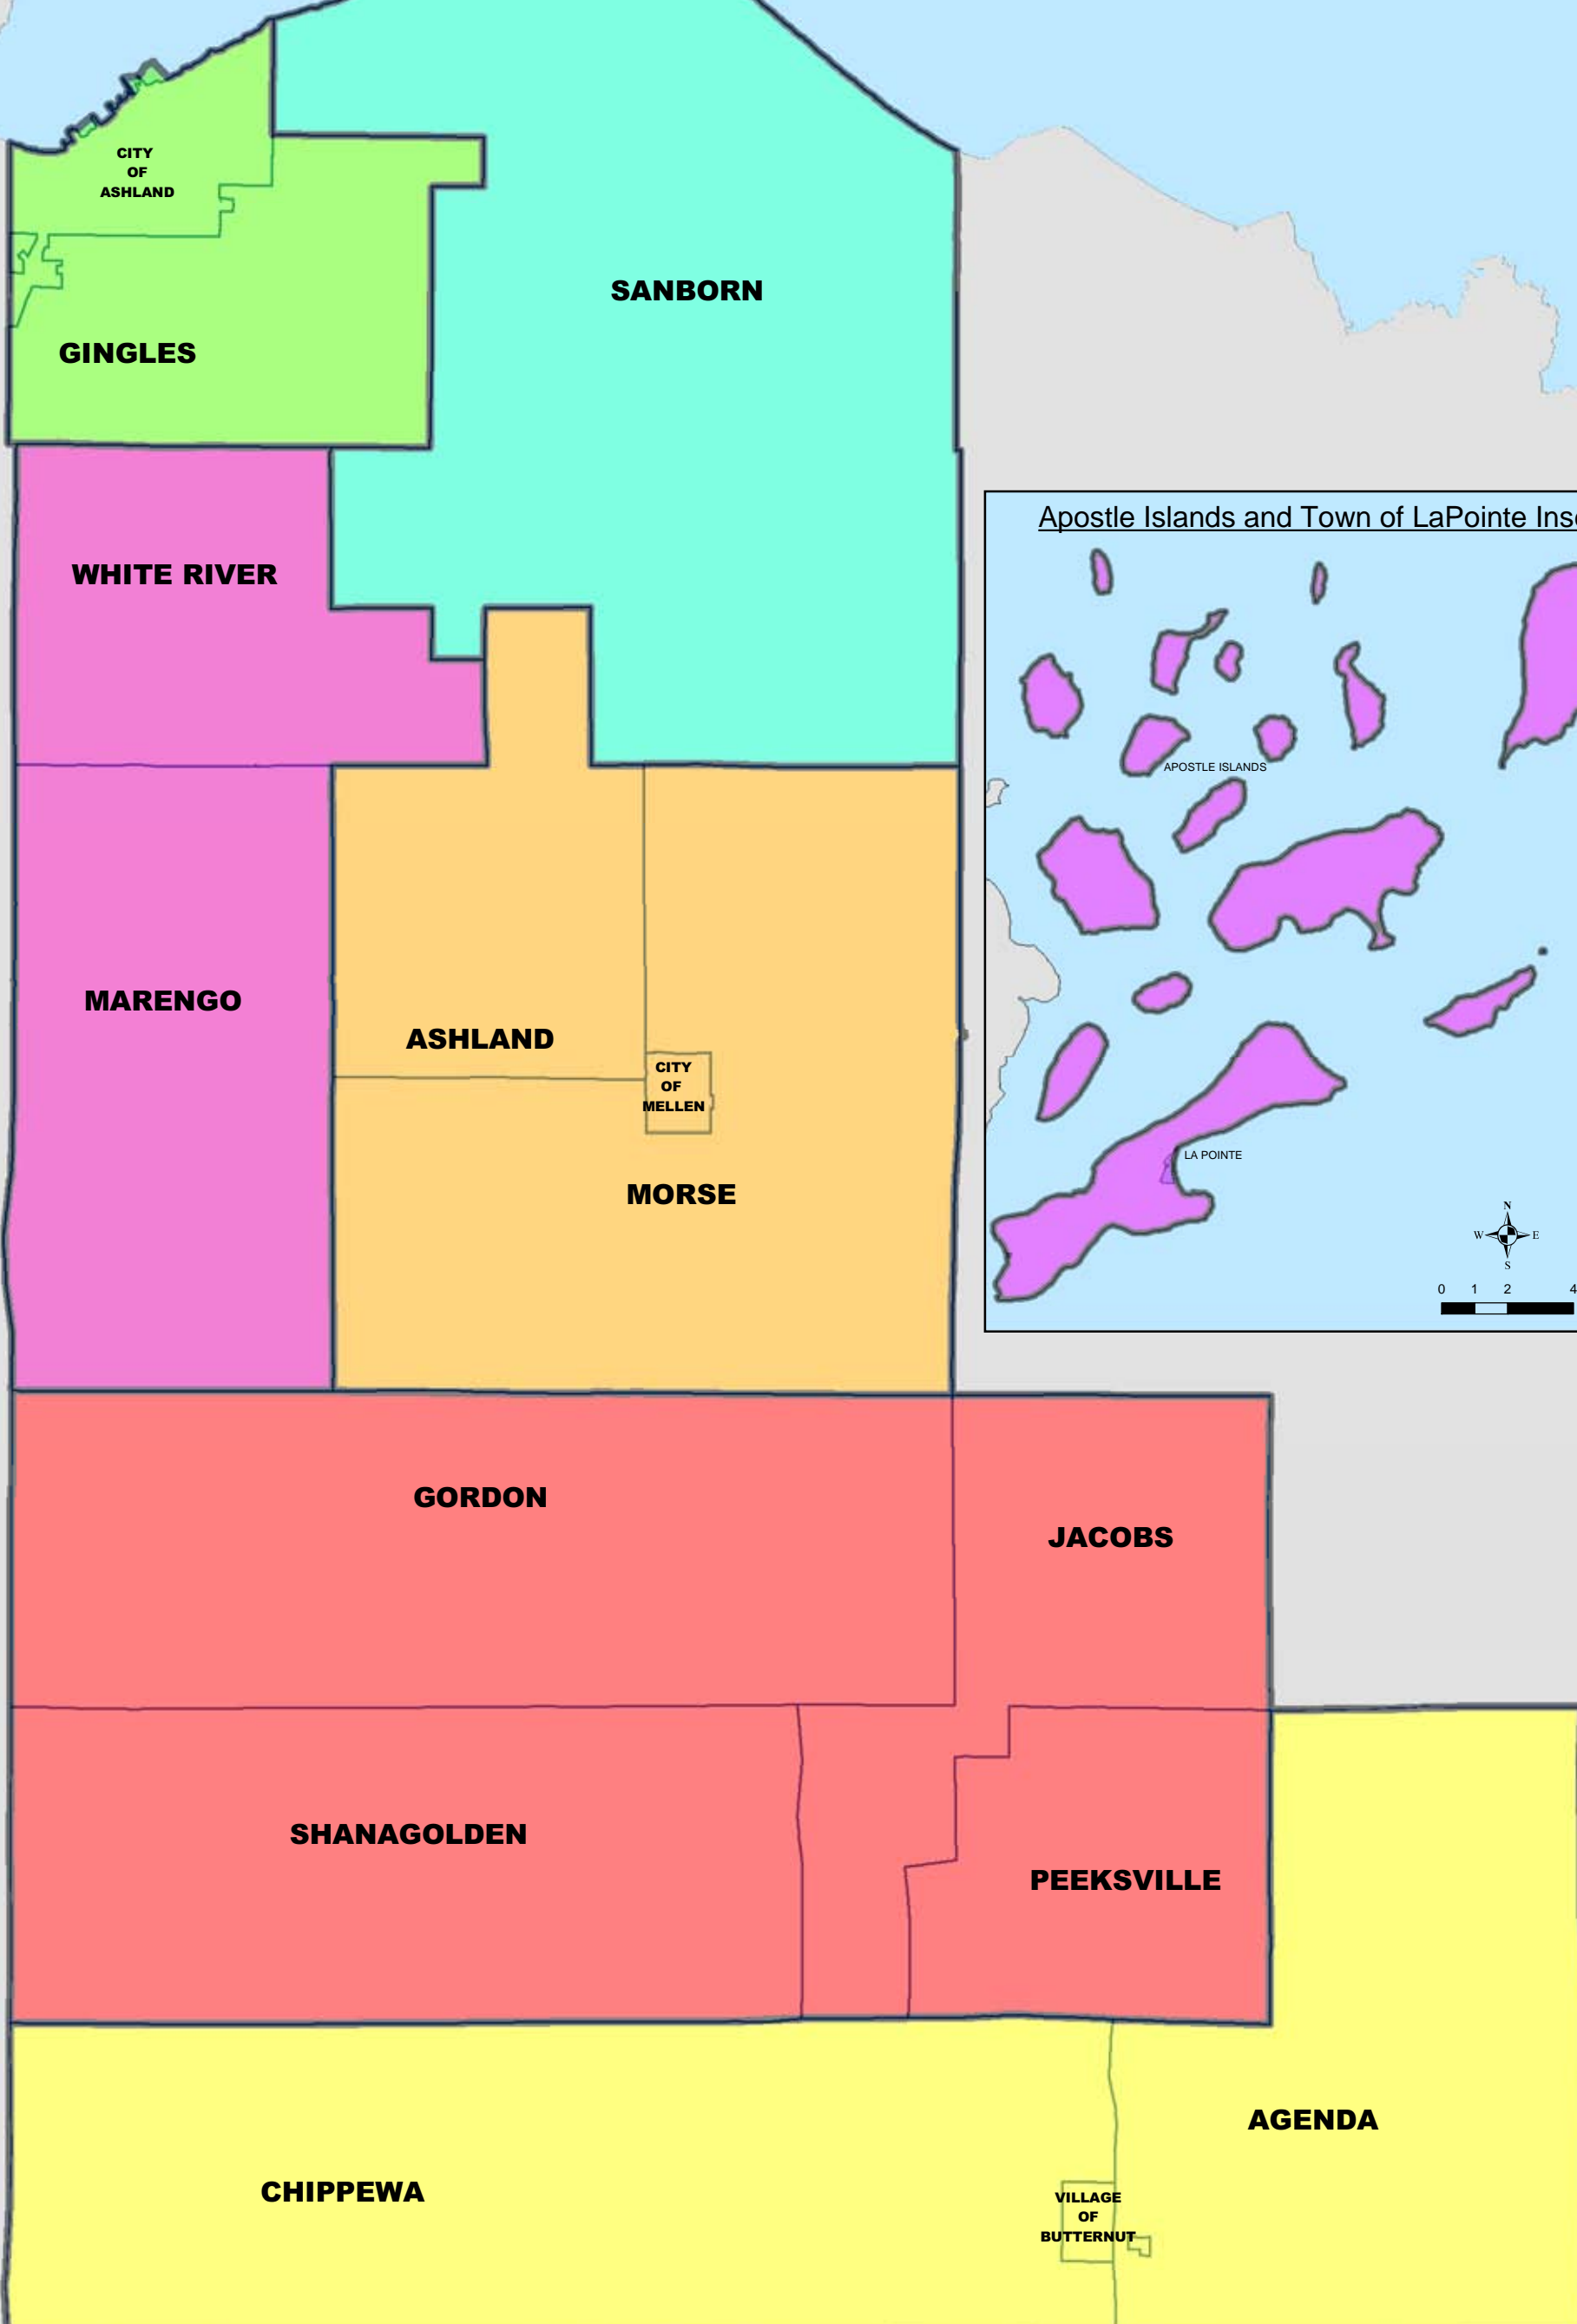 CITY
OF
ASHLAND
SANBORN
GINGLES
Apostle Islands and Town of LaPointe
WHITE RIVER
APOSTLE ISLANDS
MARENGO
ASHLAND
CITY
OF
MELLEN
LA POINTE
MORSE
N
W E
S
0 1 2 4
GORDON
JACOBS
SHANAGOLDEN
PEEKSVILLE
AGENDA
CHIPPEWA
VILLAGE
OF
BUTTERNUT